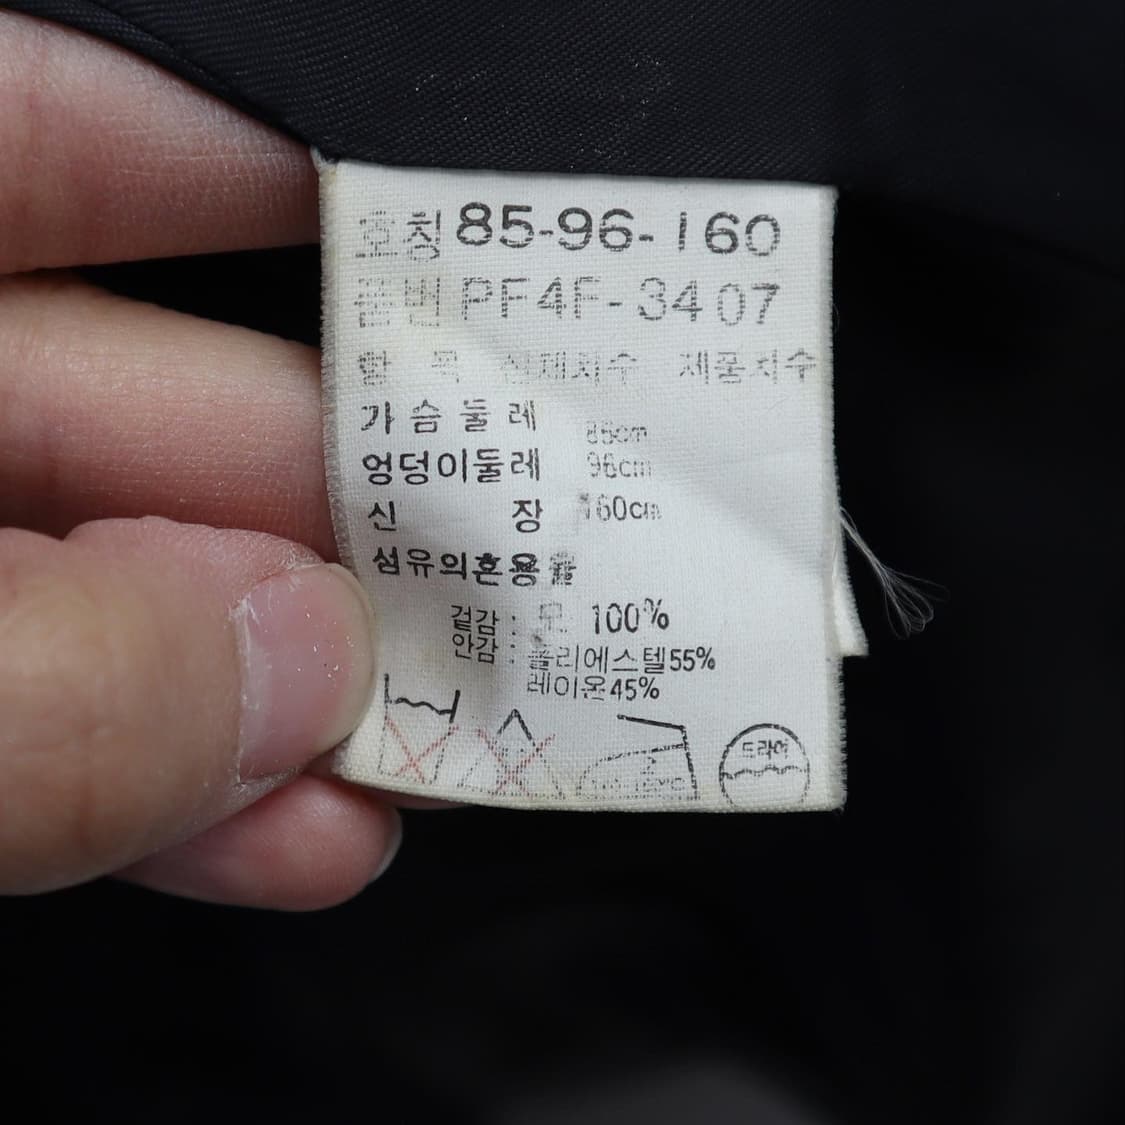 호칭 85-96-160
품번 PF4F-3407
항 목 신체치수 제품치수
가슴둘레 85cm
엉덩이둘레 96cm
신 장 160cm
섬유의혼용율
겉감 : 모 100%
안감 : 폴리에스텔55%
레이온45%
드라이